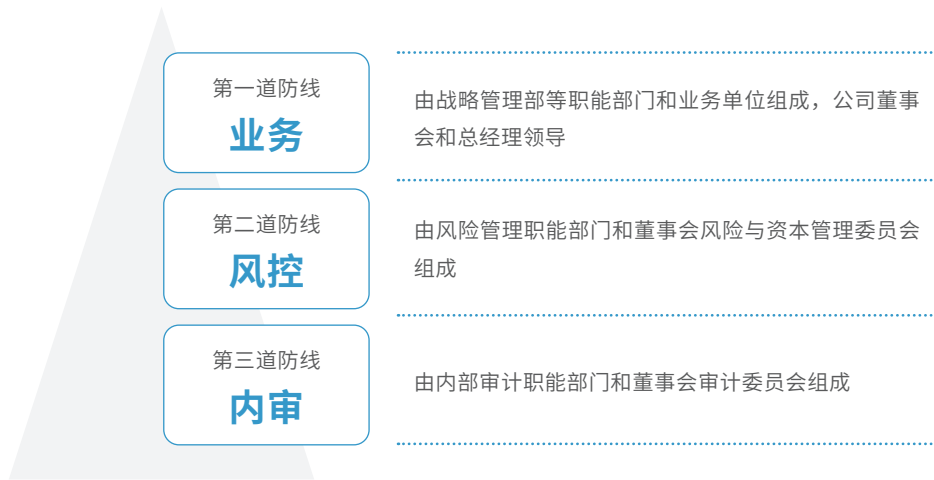 第一道防线
业务
由战略管理部等职能部门和业务单位组成，公司董事
会和总经理领导
第二道防线
风控
由风险管理职能部门和董事会风险与资本管理委员会
组成
第三道防线
内审
由内部审计职能部门和董事会审计委员会组成